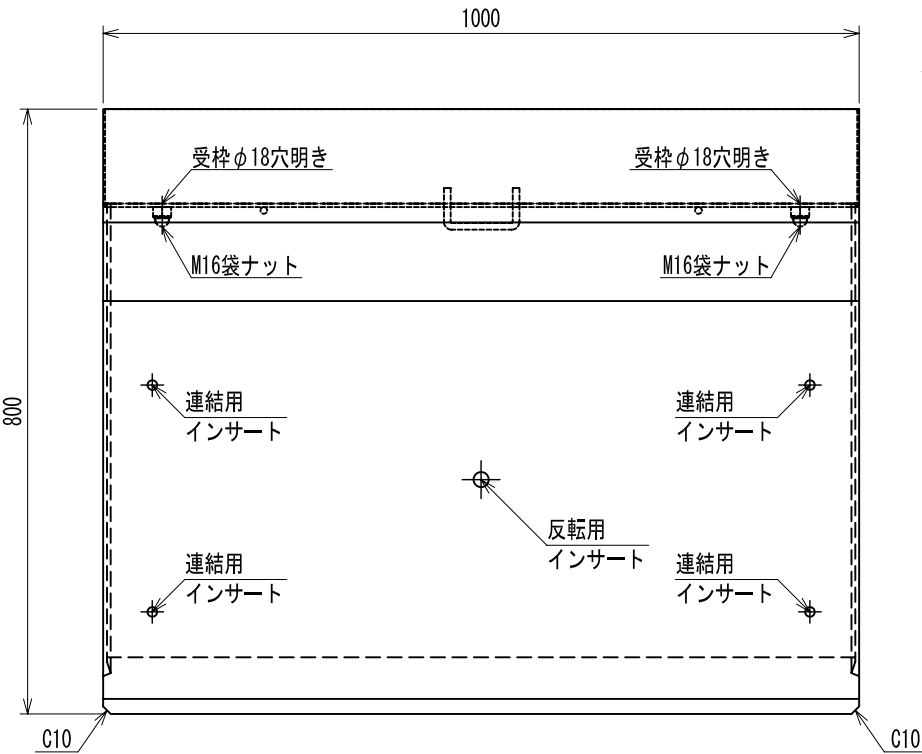 1000
受枠φ18穴明き
受枠φ18穴明き
M16袋ナット
M16袋ナット
800
連結用
インサート
連結用
インサート
反転用
インサート
連結用
インサート
連結用
インサート
C10
C10